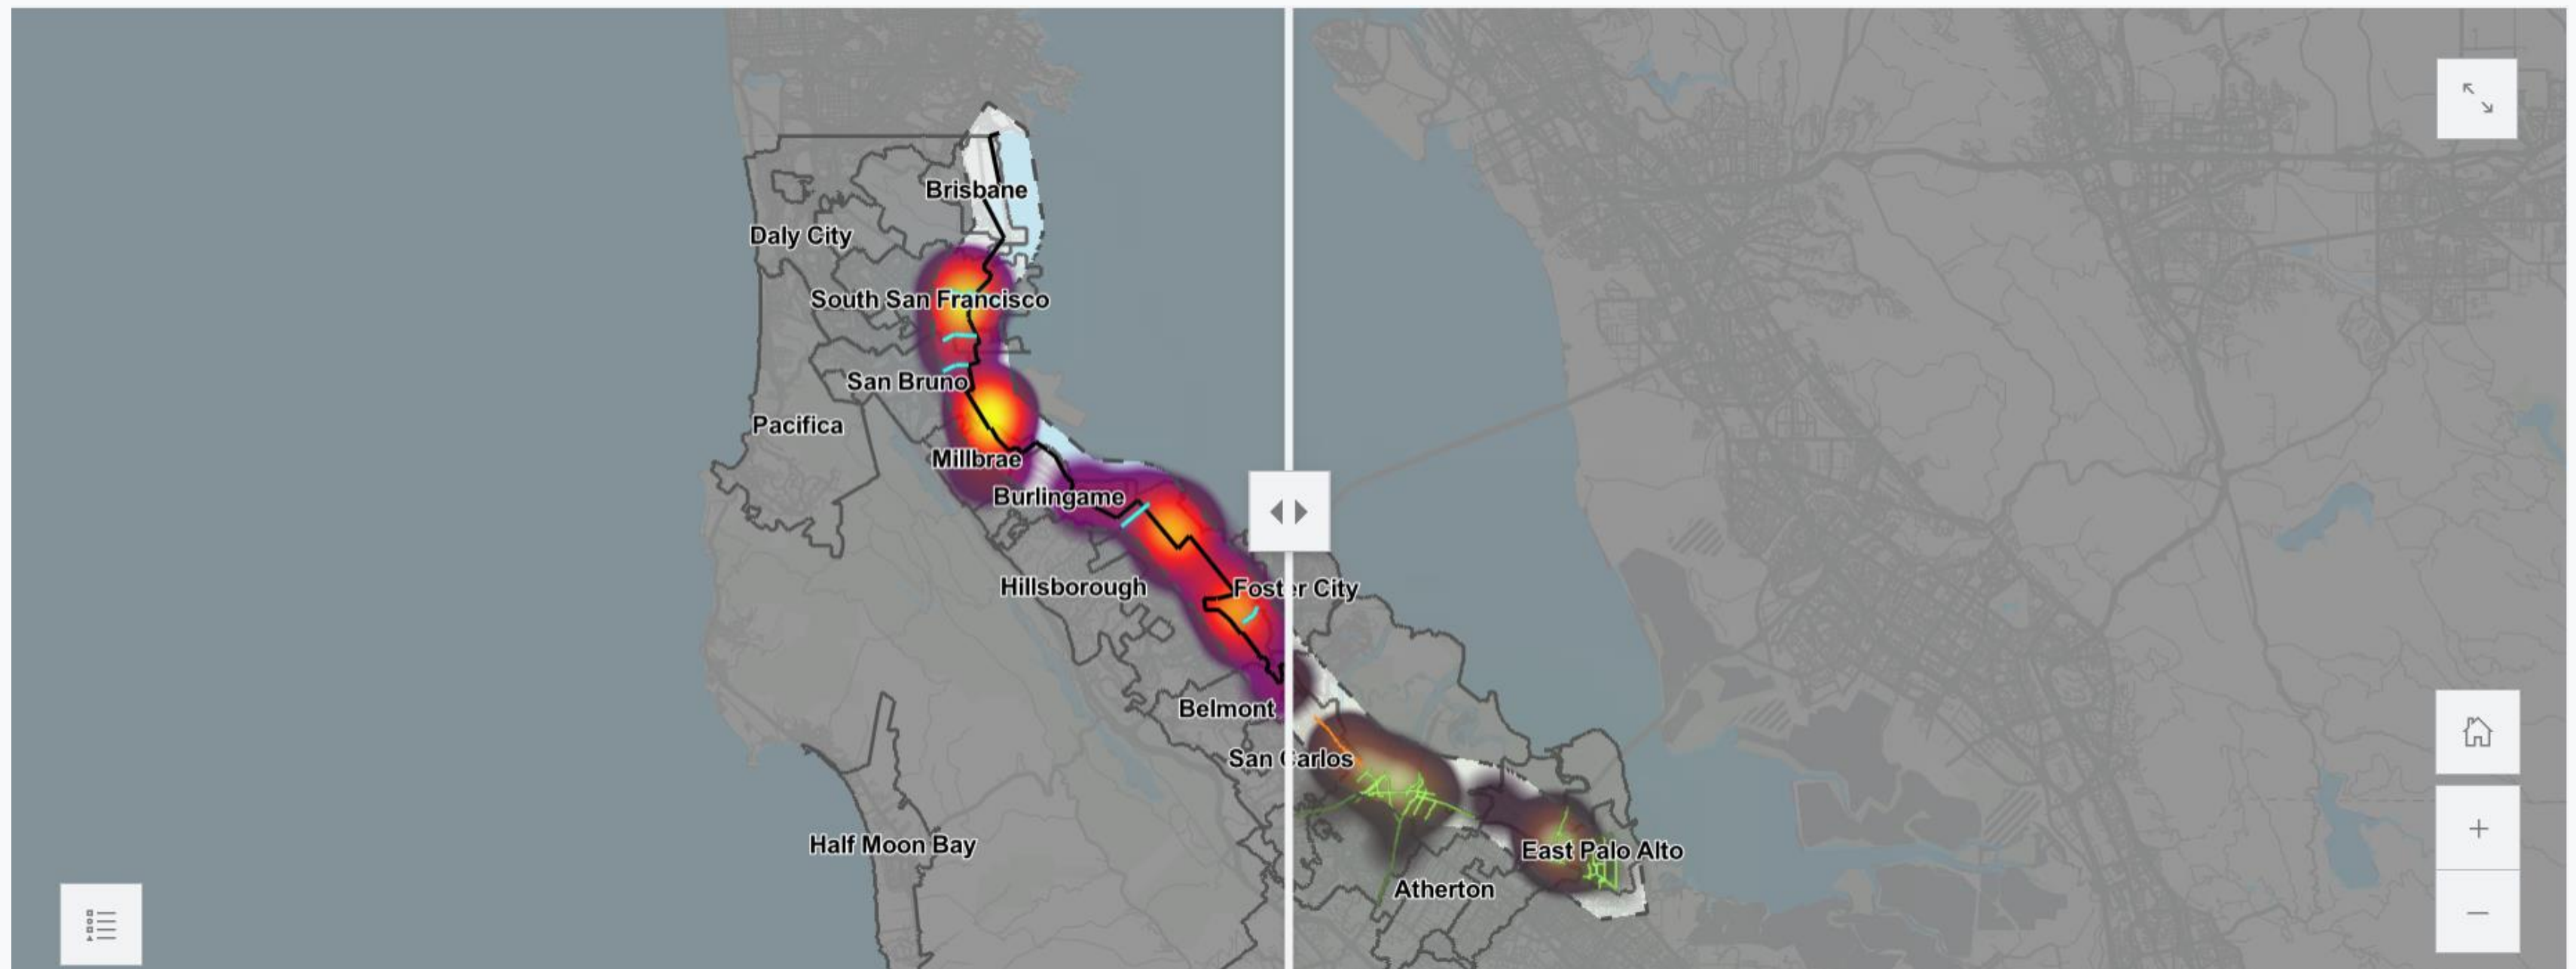 Brisbane
Daly City
South San Francisco
San Bruno
Pacifica
Millbrae
Burlingame
Hillsborough
Foster City
Belmont
San Carlos
Half Moon Bay
East Palo Alto
Atherton